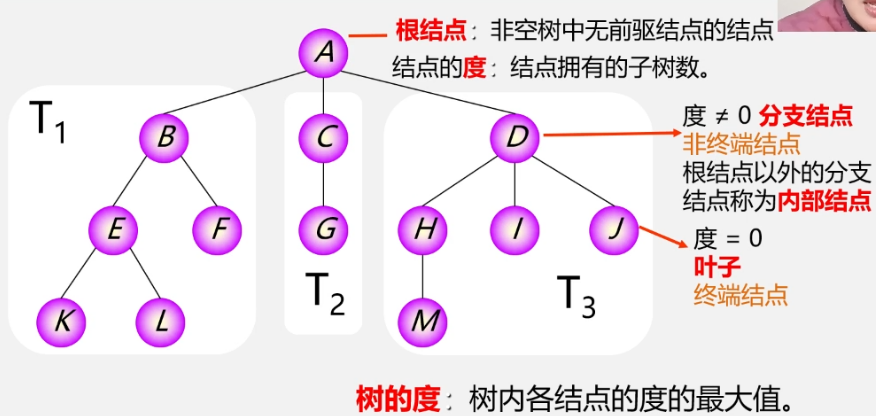 A
根结点：非空树中无前驱结点的结点
结点的度：结点拥有的子树数。
T1
B
C
D
度 ≠ 0 分支结点
非终端结点
根结点以外的分支
结点称为内部结点
E
F
G
H
I
J
度 = 0
叶子
终端结点
T2
T3
K
L
M
树的度：树内各结点的度的最大值。